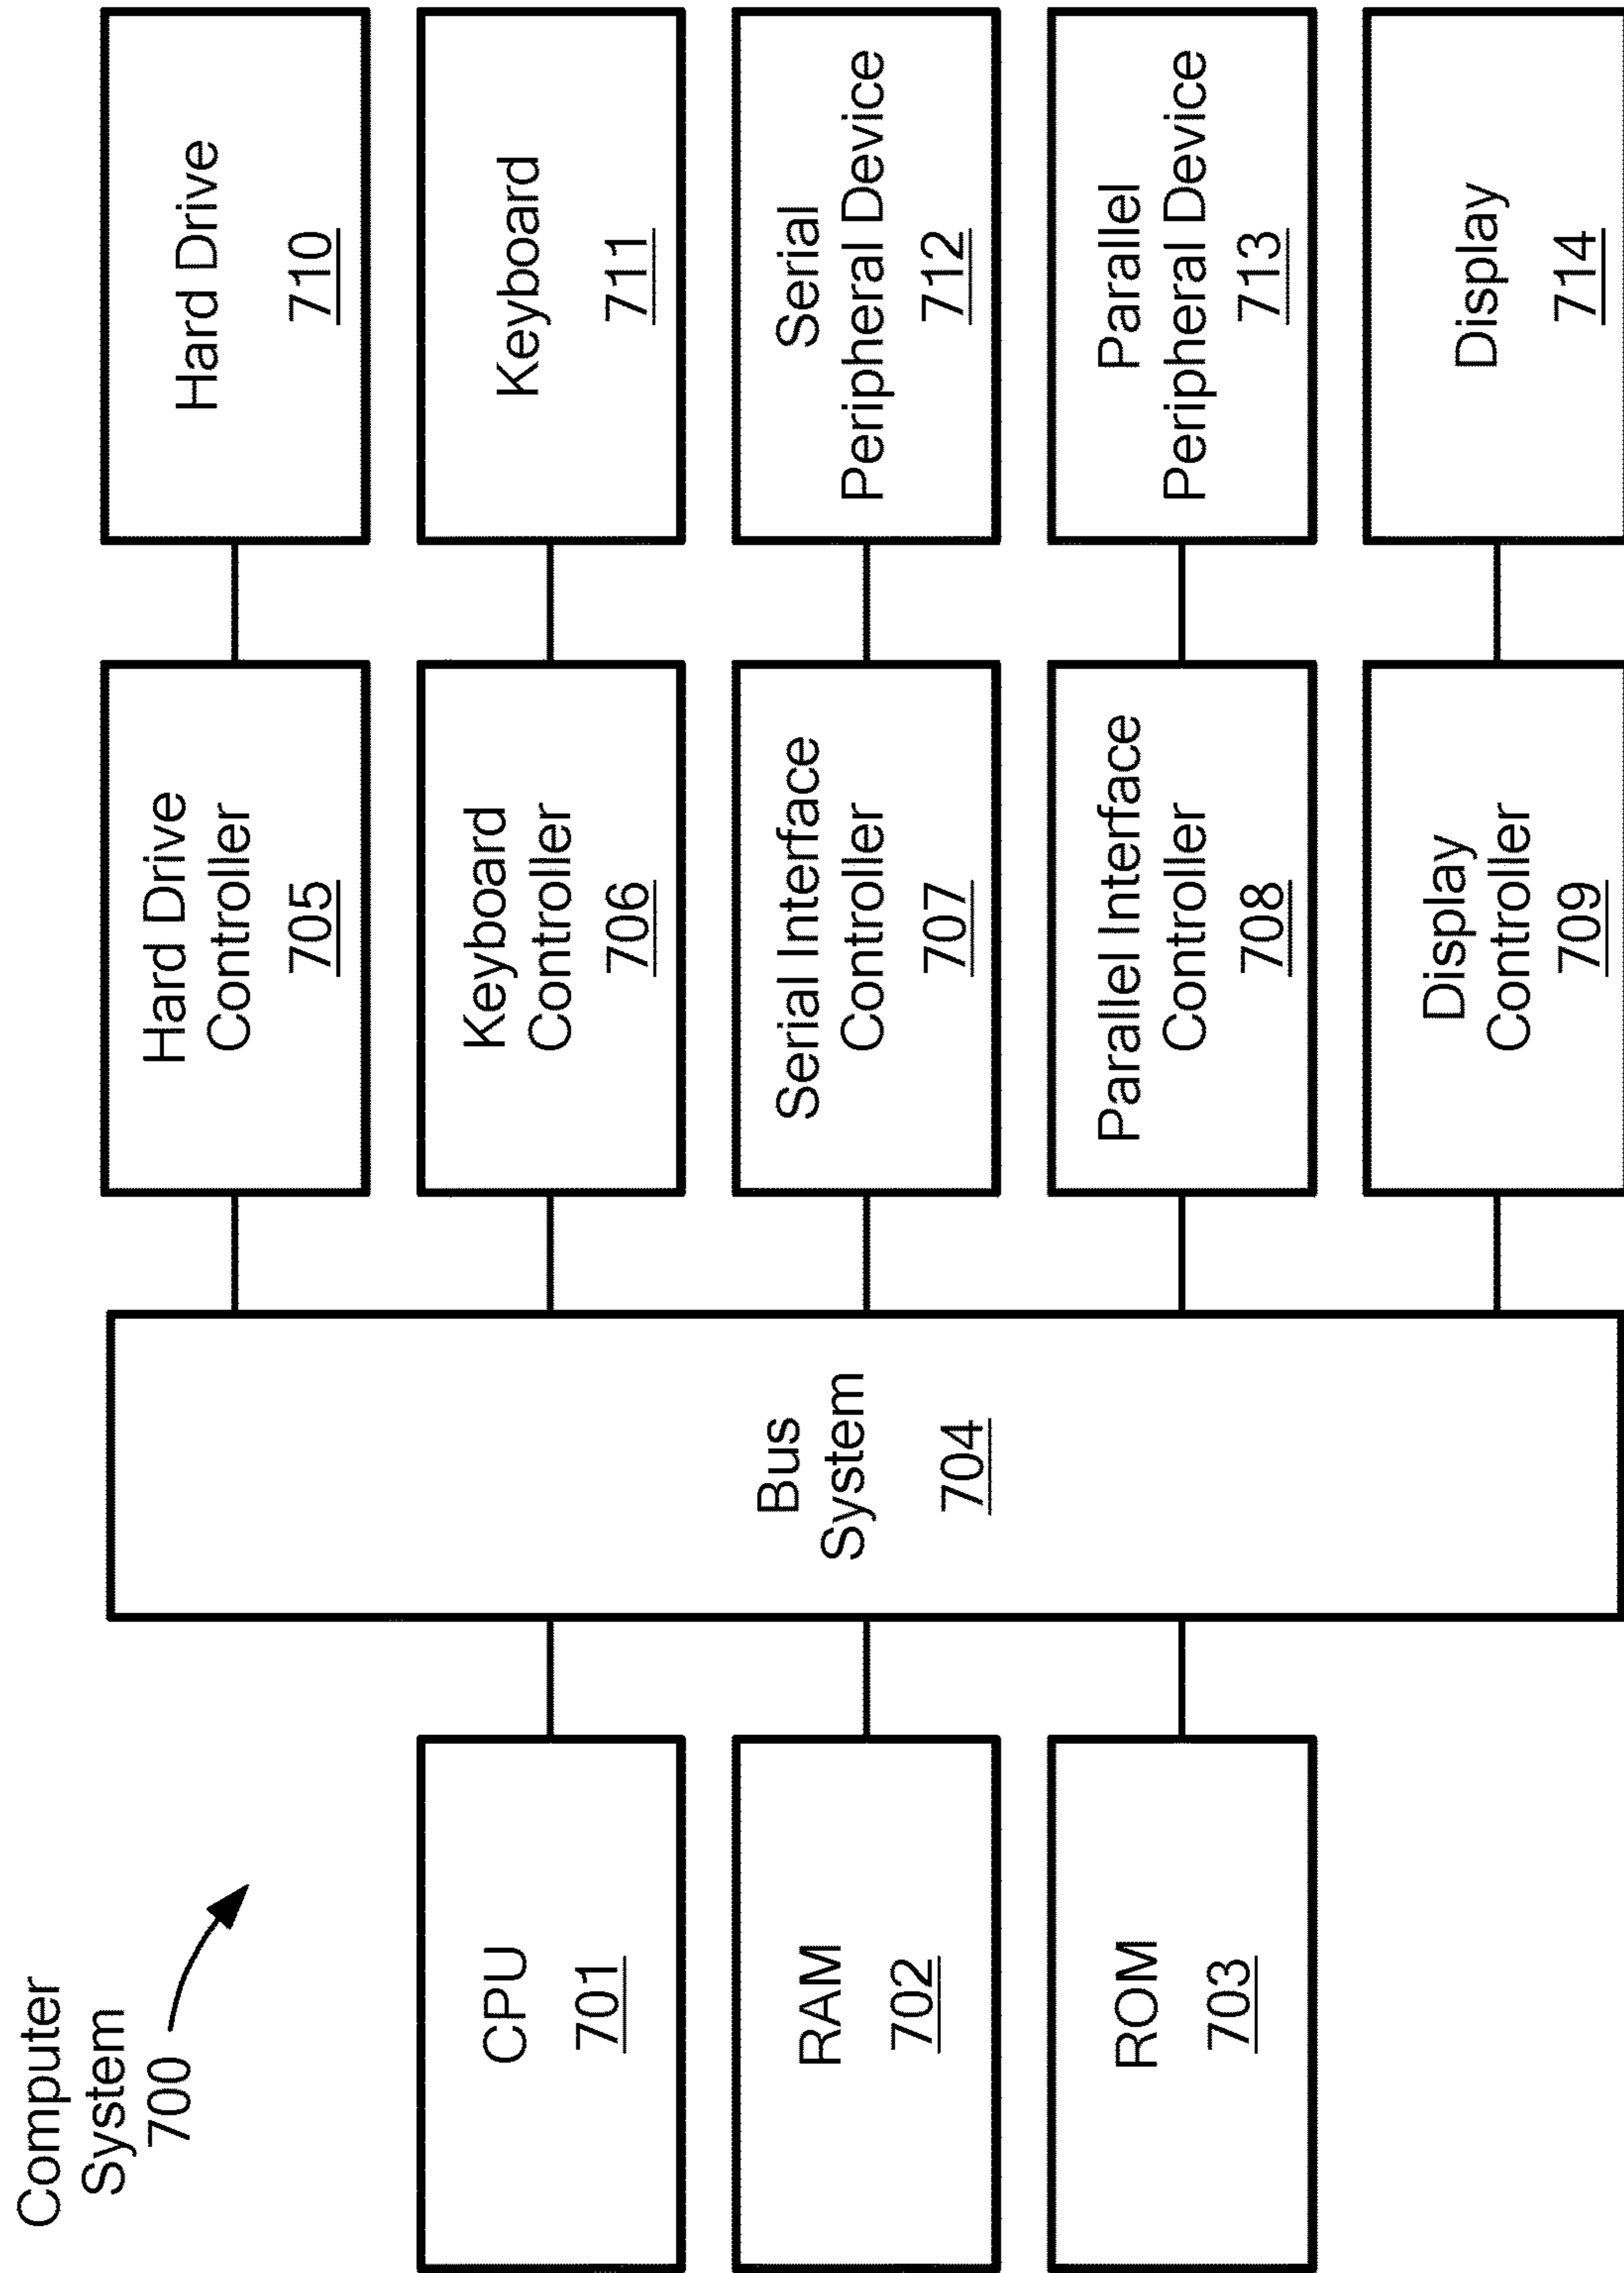 Computer
System
700
CPU
701
RAM
702
ROM
703
Bus
System
704
Hard Drive
Controller
705
Keyboard
Controller
706
Serial Interface
Controller
707
Parallel Interface
Controller
708
Display
Controller
709
Hard Drive
710
Keyboard
711
Serial
Peripheral Device
712
Parallel
Peripheral Device
713
Display
714